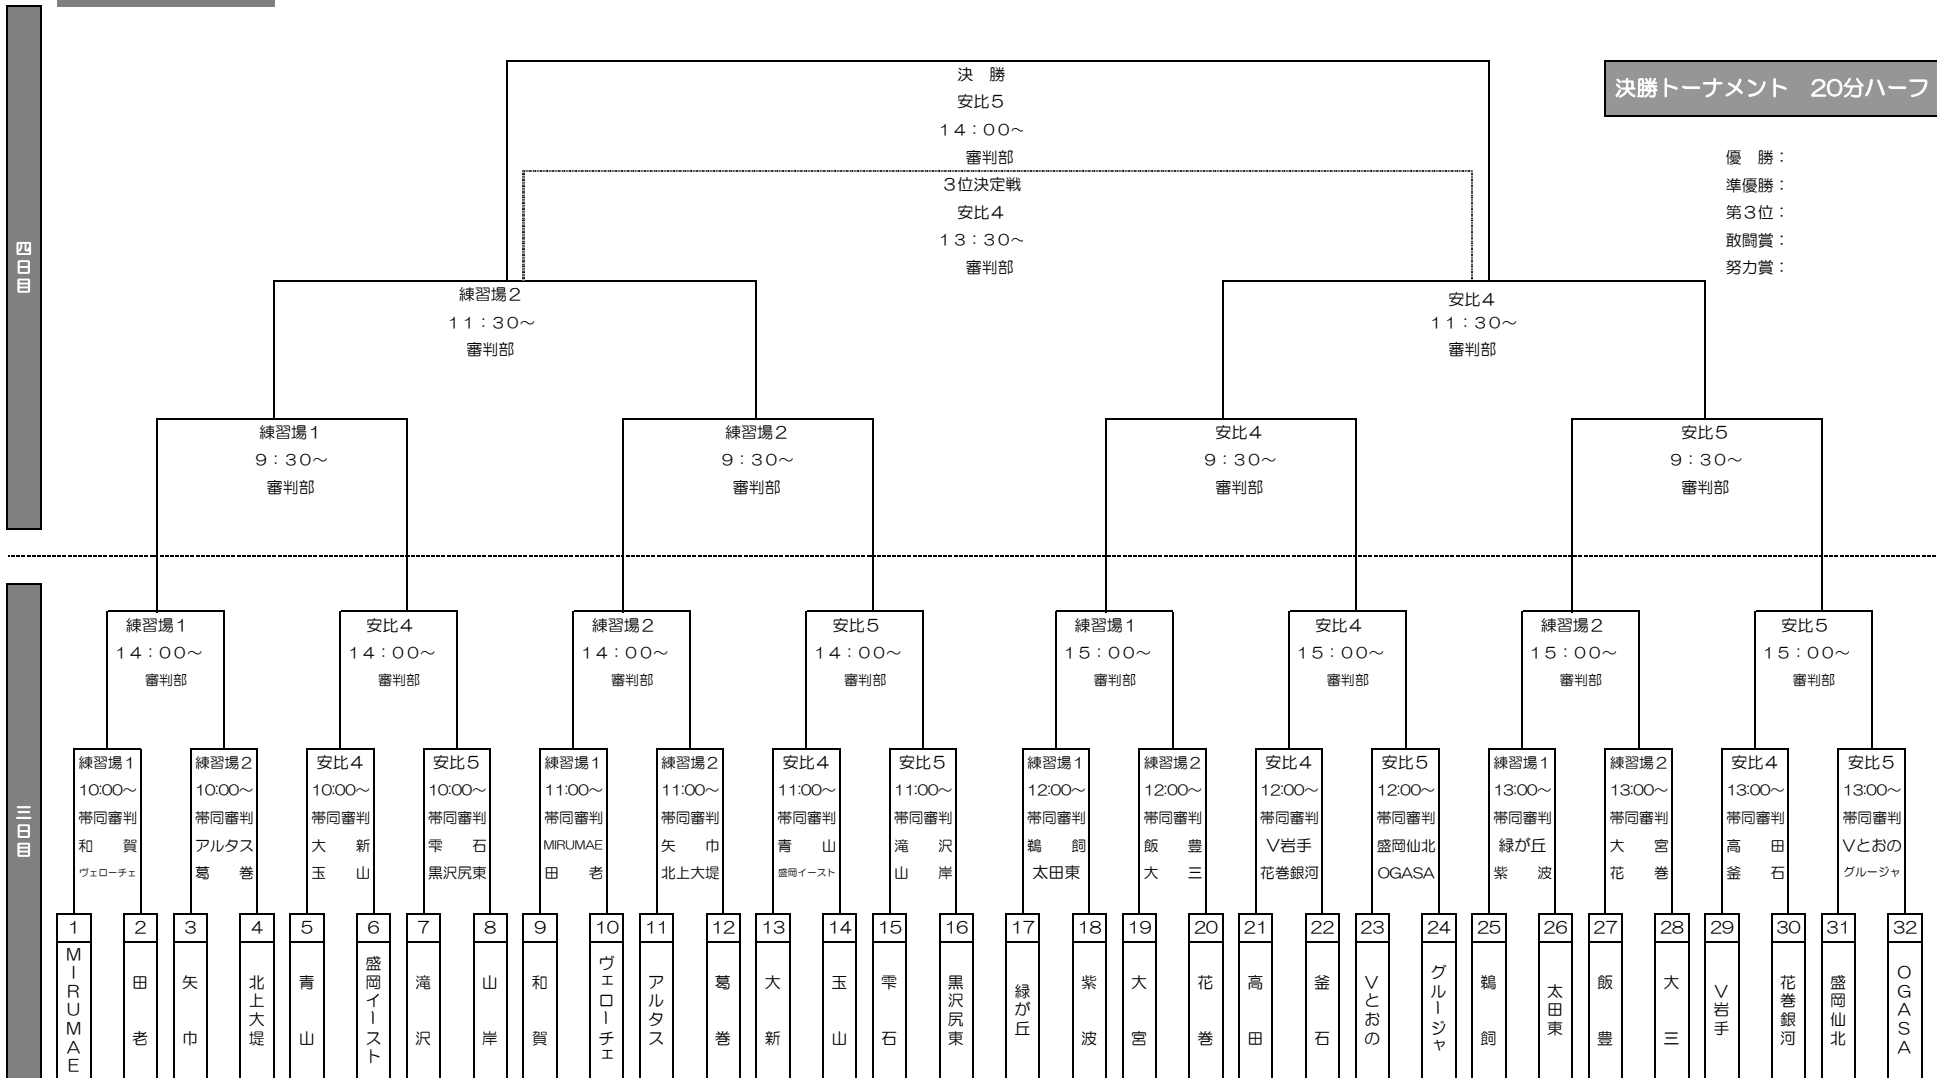 決　勝
安比5
14：00～
審判部
3位決定戦
安比4
13：30～
審判部
決勝トーナメント　20分ハーフ
優　勝：
準優勝：
第3位：
敢闘賞：
努力賞：
四日目
練習場2
11：30～
審判部
安比4
11：30～
審判部
練習場1
9：30～
審判部
練習場2
9：30～
審判部
安比4
9：30～
審判部
安比5
9：30～
審判部
三日目
練習場1
14：00～
審判部
安比4
14：00～
審判部
練習場2
14：00～
審判部
安比5
14：00～
審判部
練習場1
15：00～
審判部
安比4
15：00～
審判部
練習場2
15：00～
審判部
安比5
15：00～
審判部
練習場1
10:00～
帯同審判
和　賀
ヴェローチェ
練習場2
10:00～
帯同審判
アルタス
葛　巻
安比4
10:00～
帯同審判
大　新
玉　山
安比5
10:00～
帯同審判
雫　石
黒沢尻東
練習場1
11:00～
帯同審判
MIRUMAE
田　老
練習場2
11:00～
帯同審判
矢　巾
北上大堤
安比4
11:00～
帯同審判
青　山
盛岡イースト
安比5
11:00～
帯同審判
滝　沢
山　岸
練習場1
12:00～
帯同審判
鵜　飼
太田東
練習場2
12:00～
帯同審判
飯　豊
大　三
安比4
12:00～
帯同審判
V岩手
花巻銀河
安比5
12:00～
帯同審判
盛岡仙北
OGASA
練習場1
13:00～
帯同審判
緑が丘
紫　波
練習場2
13:00～
帯同審判
大　宮
花　巻
安比4
13:00～
帯同審判
高　田
釜　石
安比5
13:00～
帯同審判
Vとおの
グルージャ
1
MIRUMAE
2
田　老
3
矢　巾
4
北上大堤
5
青　山
6
盛岡イースト
7
滝　沢
8
山　岸
9
和　賀
10
ヴェローチェ
11
アルタス
12
葛　巻
13
大　新
14
玉　山
15
雫　石
16
黒沢尻東
17
緑が丘
18
紫　波
19
大　宮
20
花　巻
21
高　田
22
釜　石
23
Vとおの
24
グルージャ
25
鵜　飼
26
太田東
27
飯　豊
28
大　三
29
V岩手
30
花巻銀河
31
盛岡仙北
32
OGASA